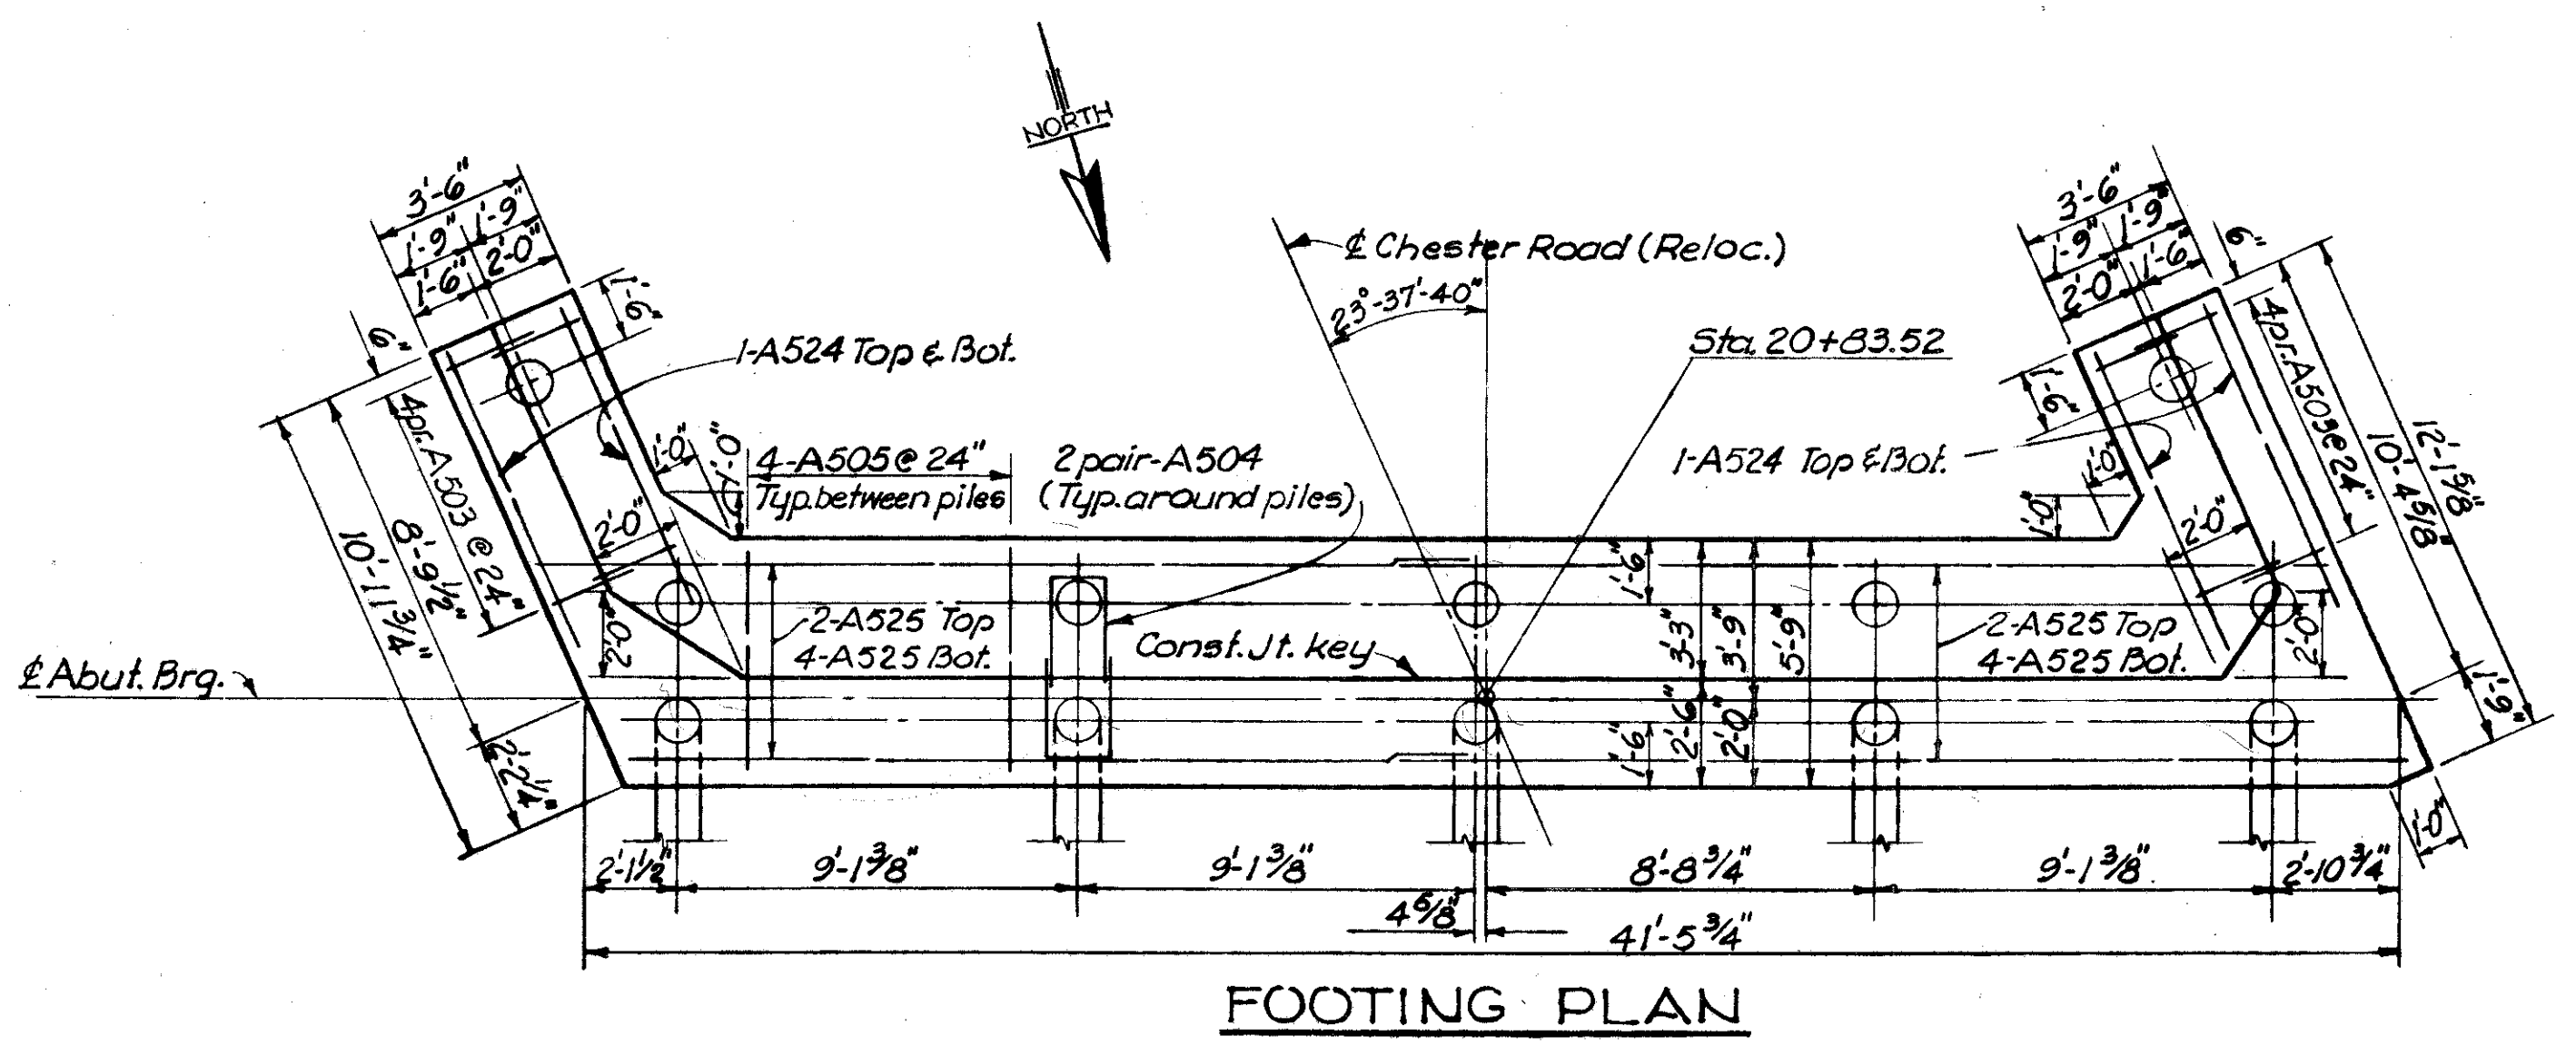 NORTH
3'-6"
1'-9" 1'-9"
1'-6" 2'-0"
1'-6"
6"
1-A524 Top & Bot.
1'-0" 1'-0"
4-A505 @ 24"
Typ. between piles
2 pair-A504
(Typ. around piles)
4pr. A503 @ 24"
8'-9 1/2"
10'-11 3/4"
2'-2 1/4"
2'-0"
2'-0"
℄ Abut. Brg.
2-A525 Top
4-A525 Bot.
Const. Jt. key
℄ Chester Road (Reloc.)
23°-37'-40"
Sta. 20+83.52
1'-6"
3'-3"
3'-9"
5'-9"
1'-6"
2'-6"
2'-0"
3'-6"
1'-9" 1'-9"
2'-0" 1'-6"
6"
1'-6"
1-A524 Top & Bot.
1'-0"
1'-0"
4pr. A503@24"
10'-4 5/8"
12'-1 5/8"
2'-0"
2-A525 Top
4-A525 Bot.
2'-0"
1'-9"
1'-0"
2'-1 1/2" 9'-1 3/8" 9'-1 3/8" 8'-8 3/4" 9'-1 3/8" 2'-10 3/4"
4 5/8"
41'-5 3/4"
FOOTING PLAN